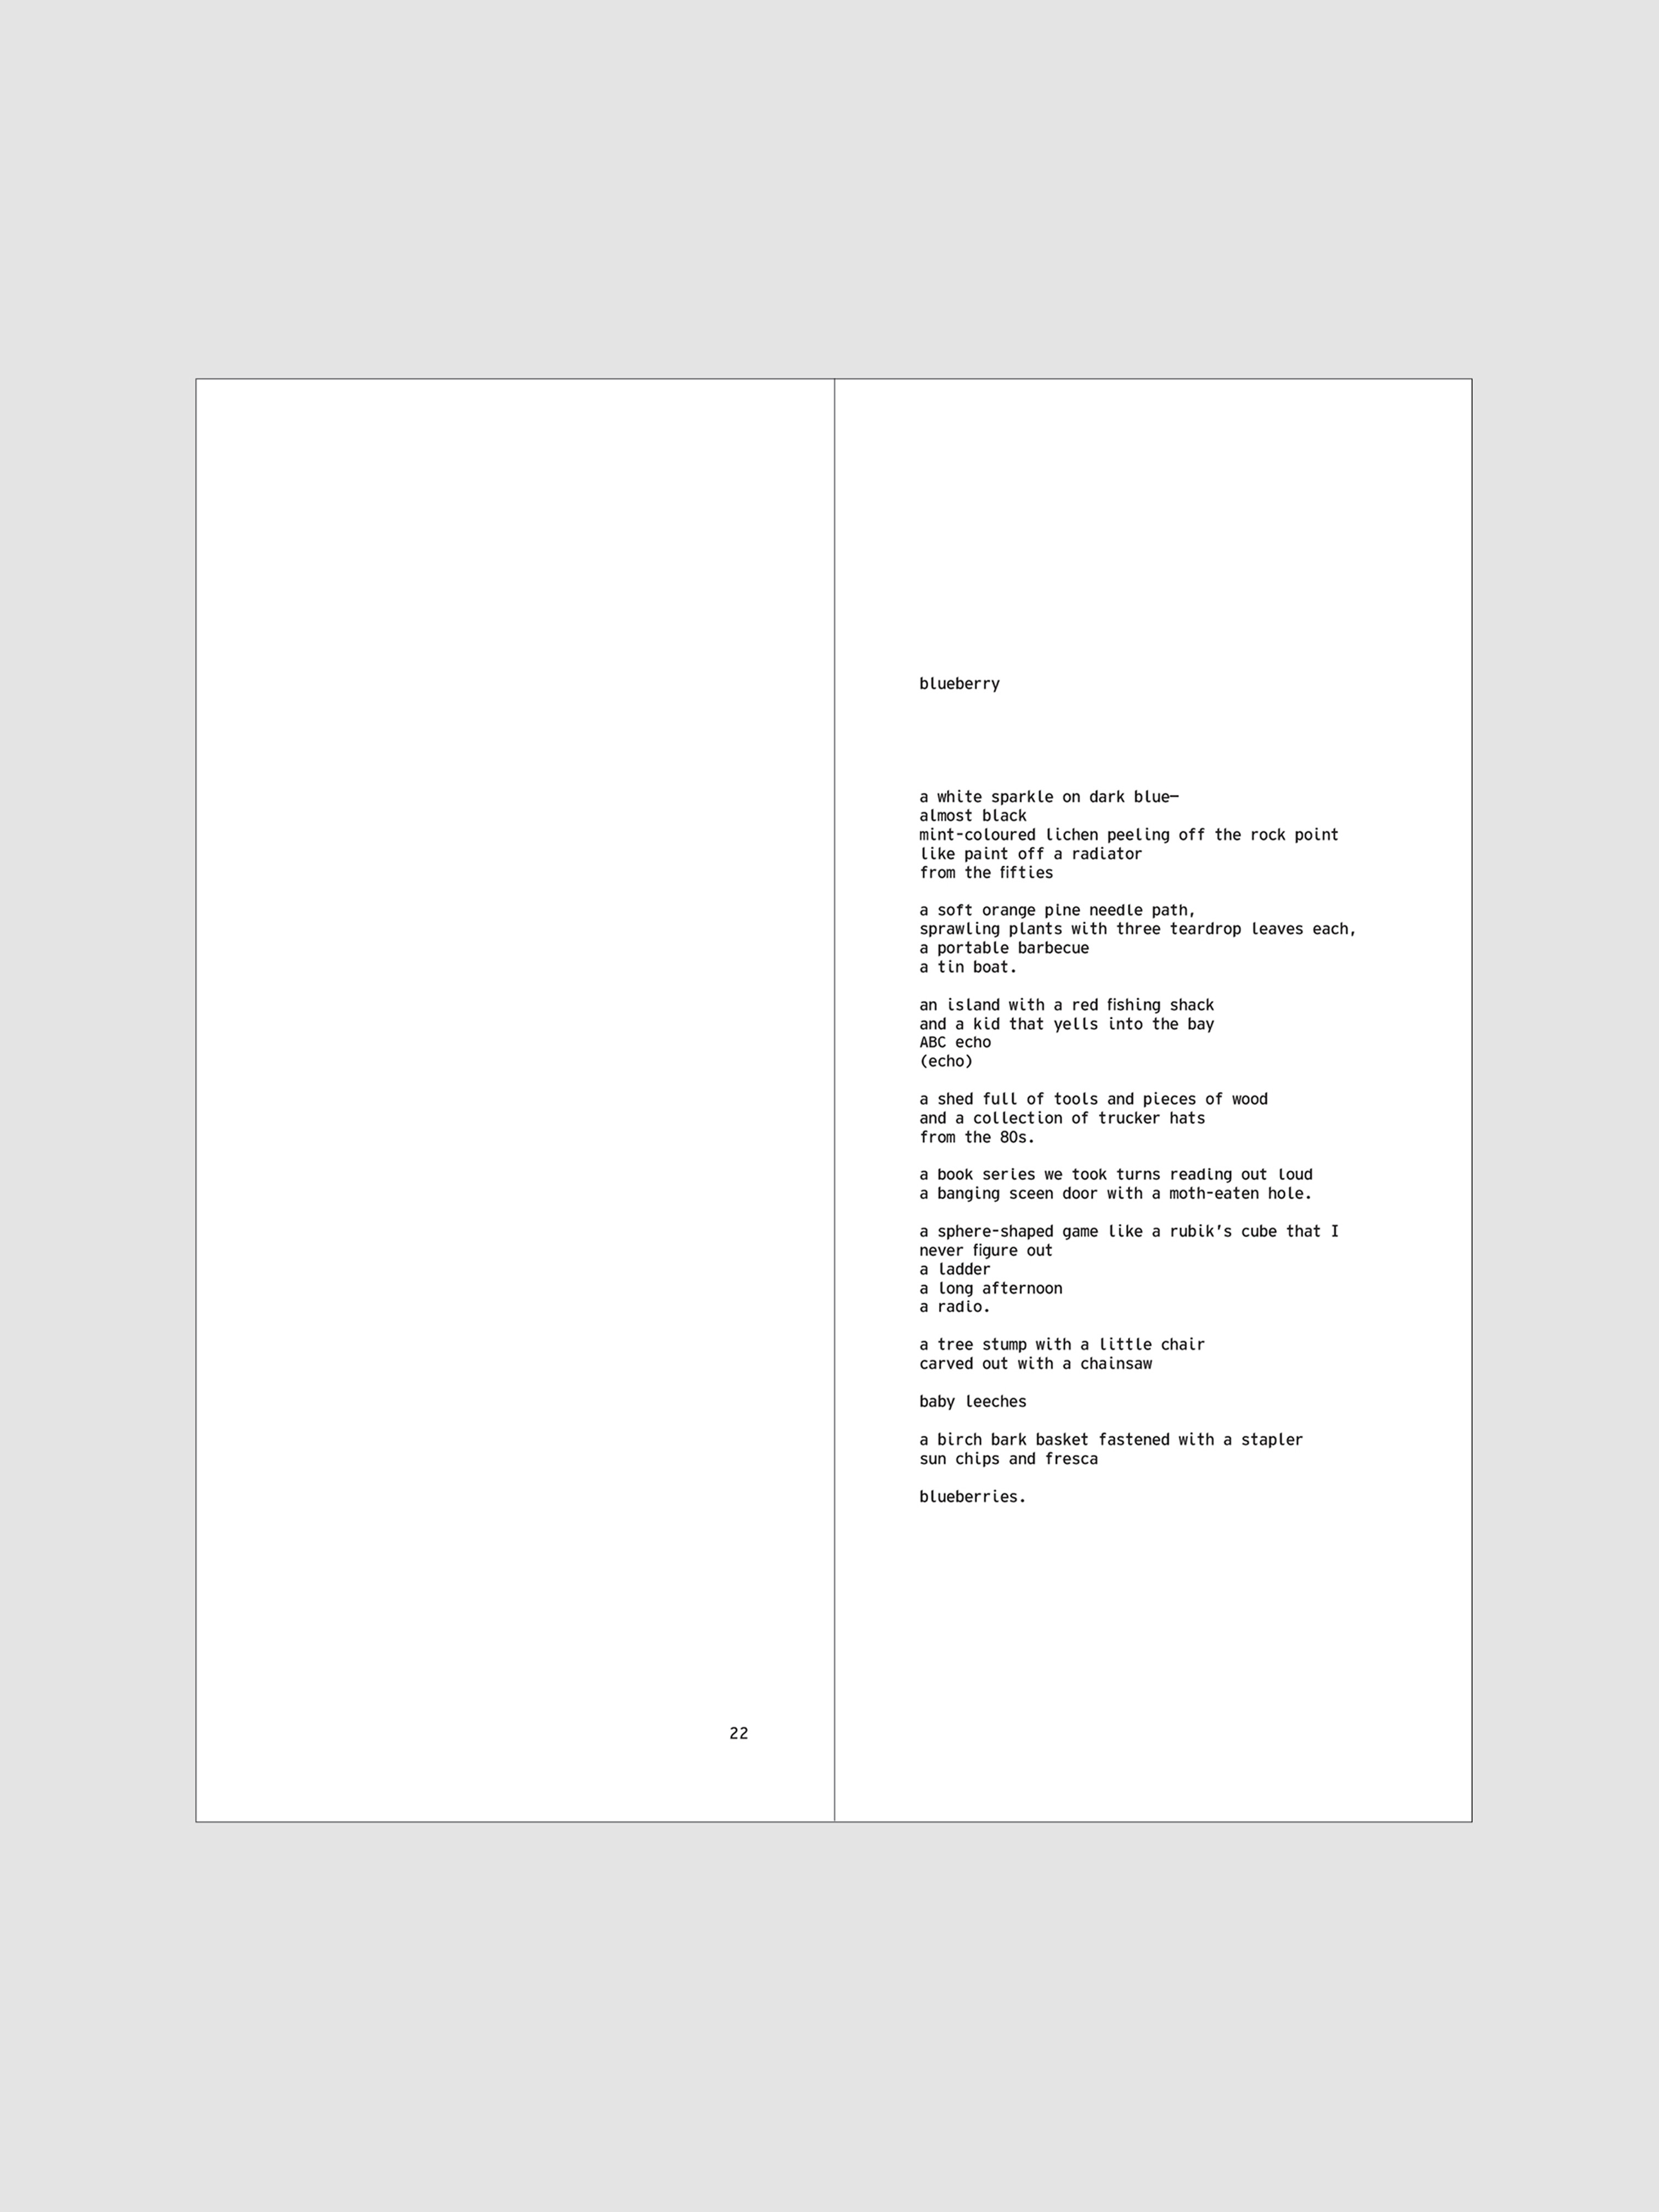 22
blueberry
a white sparkle on dark blue—
almost black
mint-coloured lichen peeling off the rock point
like paint off a radiator
from the fifties
a soft orange pine needle path,
sprawling plants with three teardrop leaves each,
a portable barbecue
a tin boat.
an island with a red fishing shack
and a kid that yells into the bay
ABC echo
(echo)
a shed full of tools and pieces of wood
and a collection of trucker hats
from the 80s.
a book series we took turns reading out loud
a banging sceen door with a moth-eaten hole.
a sphere-shaped game like a rubik's cube that I
never figure out
a ladder
a long afternoon
a radio.
a tree stump with a little chair
carved out with a chainsaw
baby leeches
a birch bark basket fastened with a stapler
sun chips and fresca
blueberries.